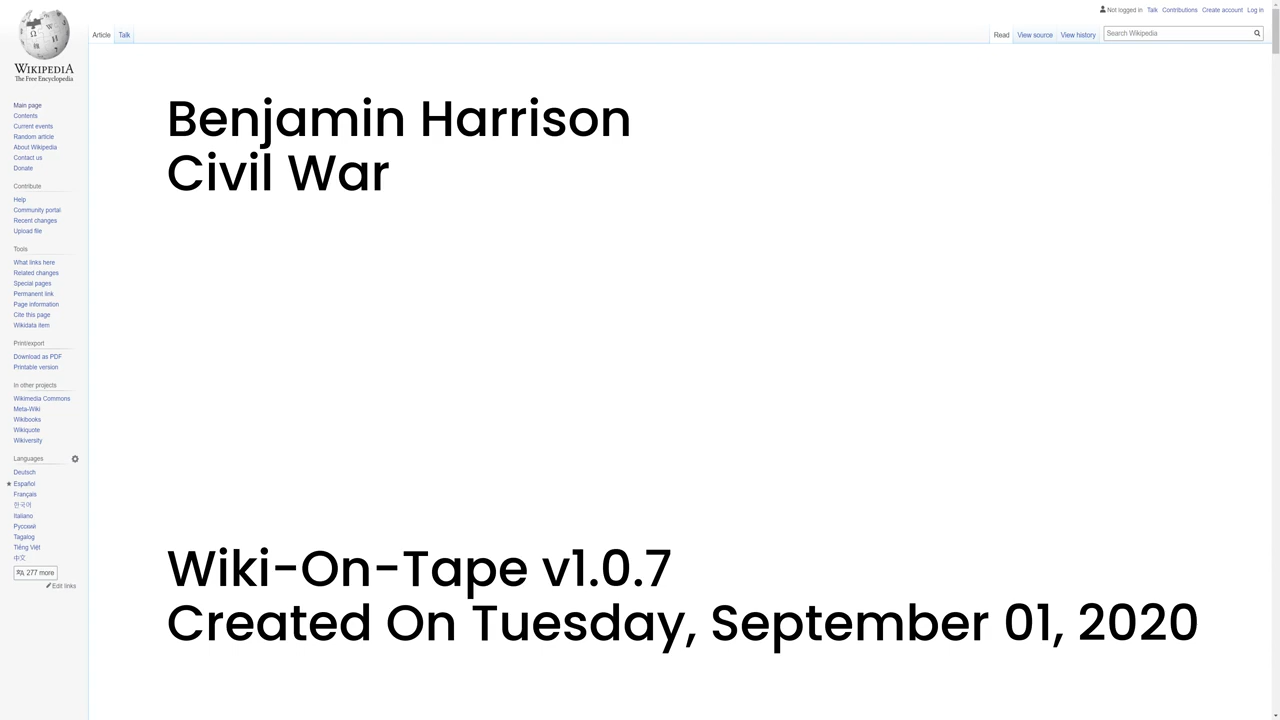 WIKIPEDIA
The Free Encyclopedia
Main page
Contents
Current events
Random article
About Wikipedia
Contact us
Donate
Contribute
Help
Community portal
Recent changes
Upload file
Tools
What links here
Related changes
Special pages
Permanent link
Page information
Cite this page
Wikidata item
Print/export
Download as PDF
Printable version
In other projects
Wikimedia Commons
Meta-Wiki
Wikibooks
Wikiquote
Wikiversity
Languages
Deutsch
Español
Français
한국어
Italiano
Русский
Tagalog
Tiếng Việt
中文
277 more
Edit links
Not logged in Talk Contributions Create account Log in
Article Talk
Read View source View history Search Wikipedia
Benjamin Harrison
Civil War
Wiki-On-Tape v1.0.7
Created On Tuesday, September 01, 2020